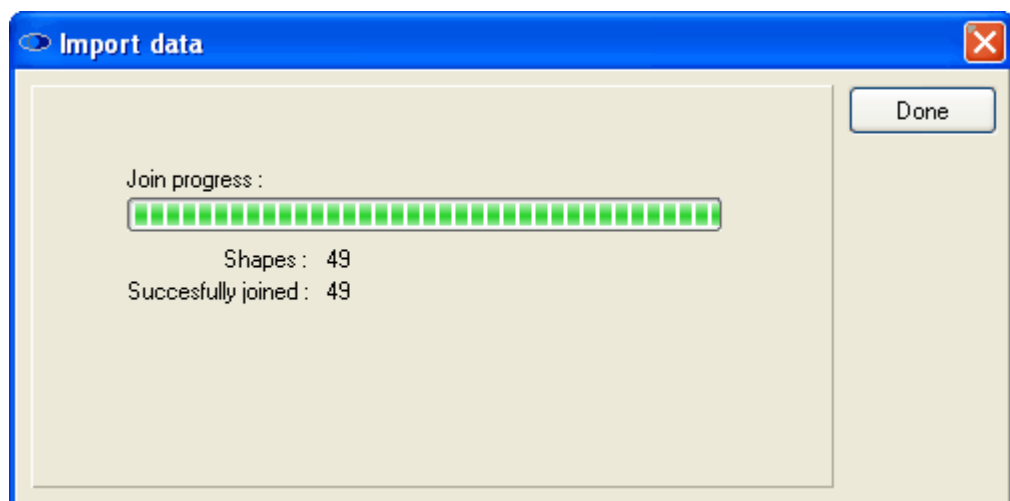 Import data
Done
Join progress :
Shapes : 49
Succesfully joined : 49